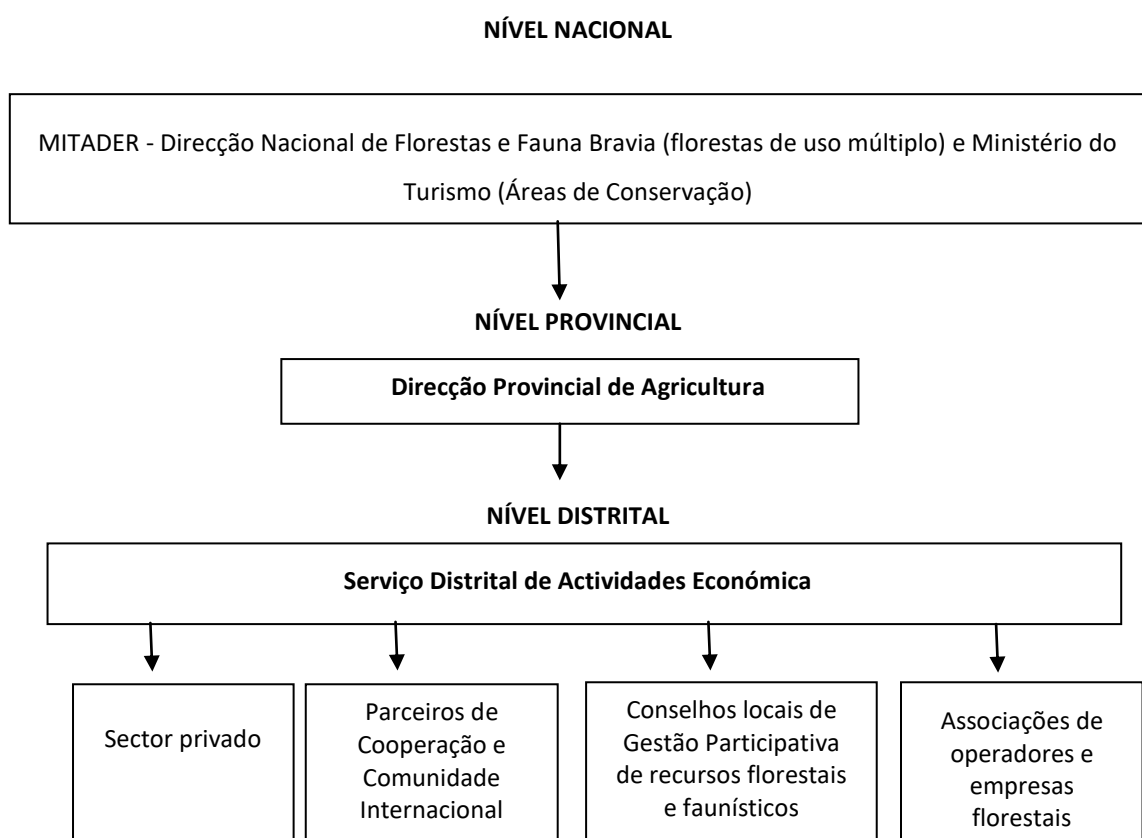 NÍVEL NACIONAL
MITADER - Direcção Nacional de Florestas e Fauna Bravia (florestas de uso múltiplo) e Ministério do
Turismo (Áreas de Conservação)
NÍVEL PROVINCIAL
Direcção Provincial de Agricultura
NÍVEL DISTRITAL
Serviço Distrital de Actividades Económica
Sector privado
Parceiros de
Cooperação e
Comunidade
Internacional
Conselhos locais de
Gestão Participativa
de recursos florestais
e faunísticos
Associações de
operadores e
empresas
florestais